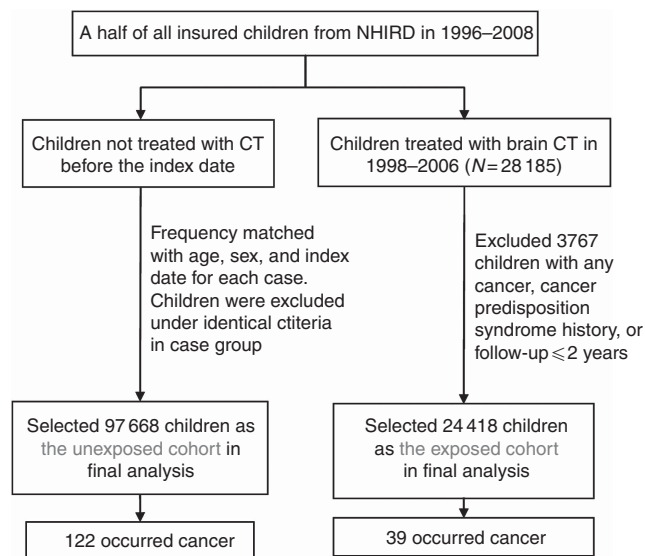 A half of all insured children from NHIRD in 1996–2008
Children not treated with CT
before the index date
Children treated with brain CT in
1998–2006 (N=28 185)
Frequency matched
with age, sex, and index
date for each case.
Children were excluded
under identical ctiteria
in case group
Excluded 3767
children with any
cancer, cancer
predisposition
syndrome history, or
follow-up ⩽2 years
Selected 97 668 children as
the unexposed cohort in
final analysis
Selected 24 418 children
as the exposed cohort
in final analysis
122 occurred cancer
39 occurred cancer